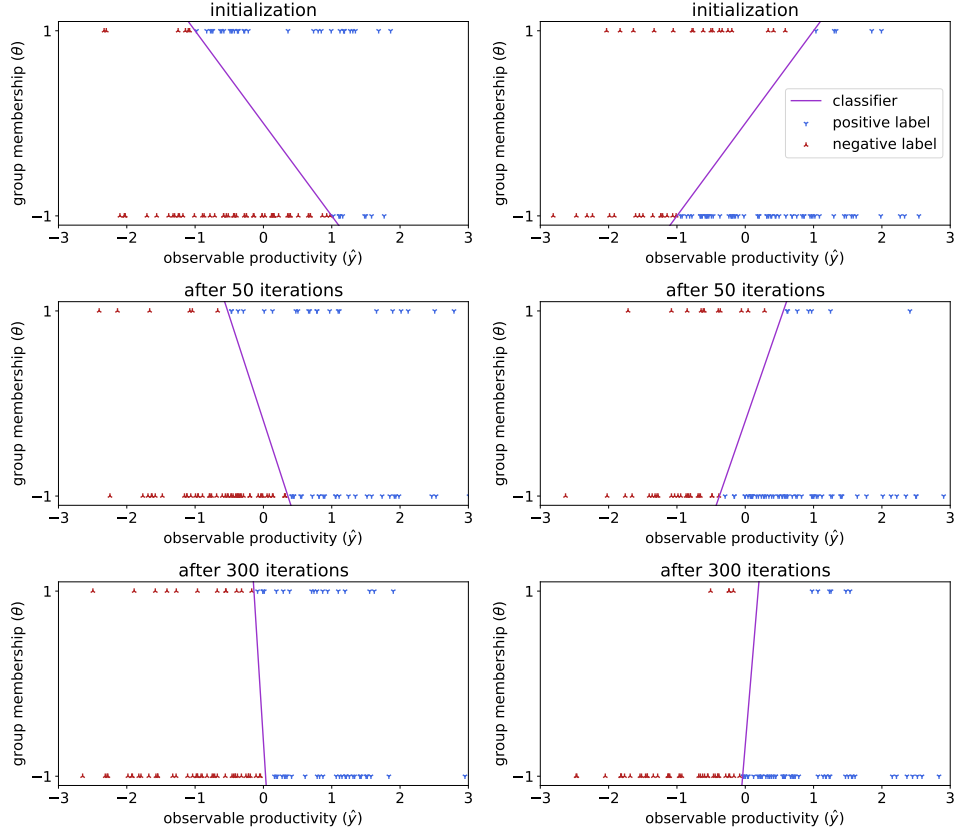 initialization
group membership (θ)
1
−1
−3 −2 −1 0 1 2 3
observable productivity (ŷ)
initialization
group membership (θ)
1
−1
−3 −2 −1 0 1 2 3
observable productivity (ŷ)
classifier
positive label
negative label
after 50 iterations
group membership (θ)
1
−1
−3 −2 −1 0 1 2 3
observable productivity (ŷ)
after 50 iterations
group membership (θ)
1
−1
−3 −2 −1 0 1 2 3
observable productivity (ŷ)
after 300 iterations
group membership (θ)
1
−1
−3 −2 −1 0 1 2 3
observable productivity (ŷ)
after 300 iterations
group membership (θ)
1
−1
−3 −2 −1 0 1 2 3
observable productivity (ŷ)